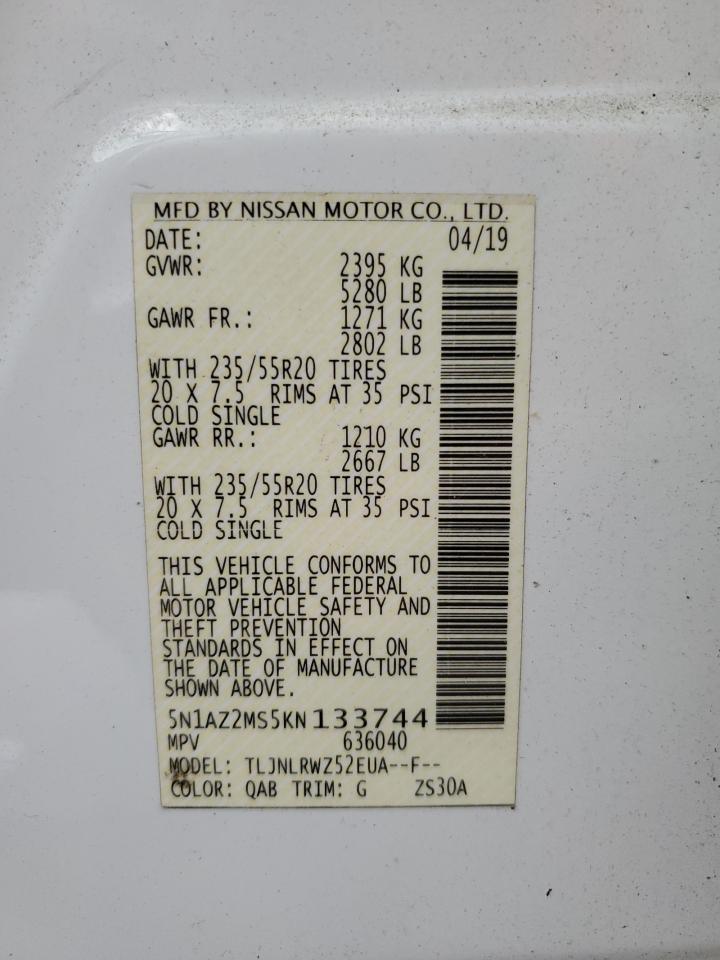 MFD BY NISSAN MOTOR CO., LTD.
DATE: 04/19
GVWR: 2395 KG
5280 LB
GAWR FR.: 1271 KG
2802 LB
WITH 235/55R20 TIRES
20 X 7.5 RIMS AT 35 PSI
COLD SINGLE
GAWR RR.: 1210 KG
2667 LB
WITH 235/55R20 TIRES
20 X 7.5 RIMS AT 35 PSI
COLD SINGLE
THIS VEHICLE CONFORMS TO
ALL APPLICABLE FEDERAL
MOTOR VEHICLE SAFETY AND
THEFT PREVENTION
STANDARDS IN EFFECT ON
THE DATE OF MANUFACTURE
SHOWN ABOVE.
5N1AZ2MS5KN133744
MPV 636040
MODEL: TLJNLRWZ52EUA--F--
COLOR: QAB TRIM: G ZS30A